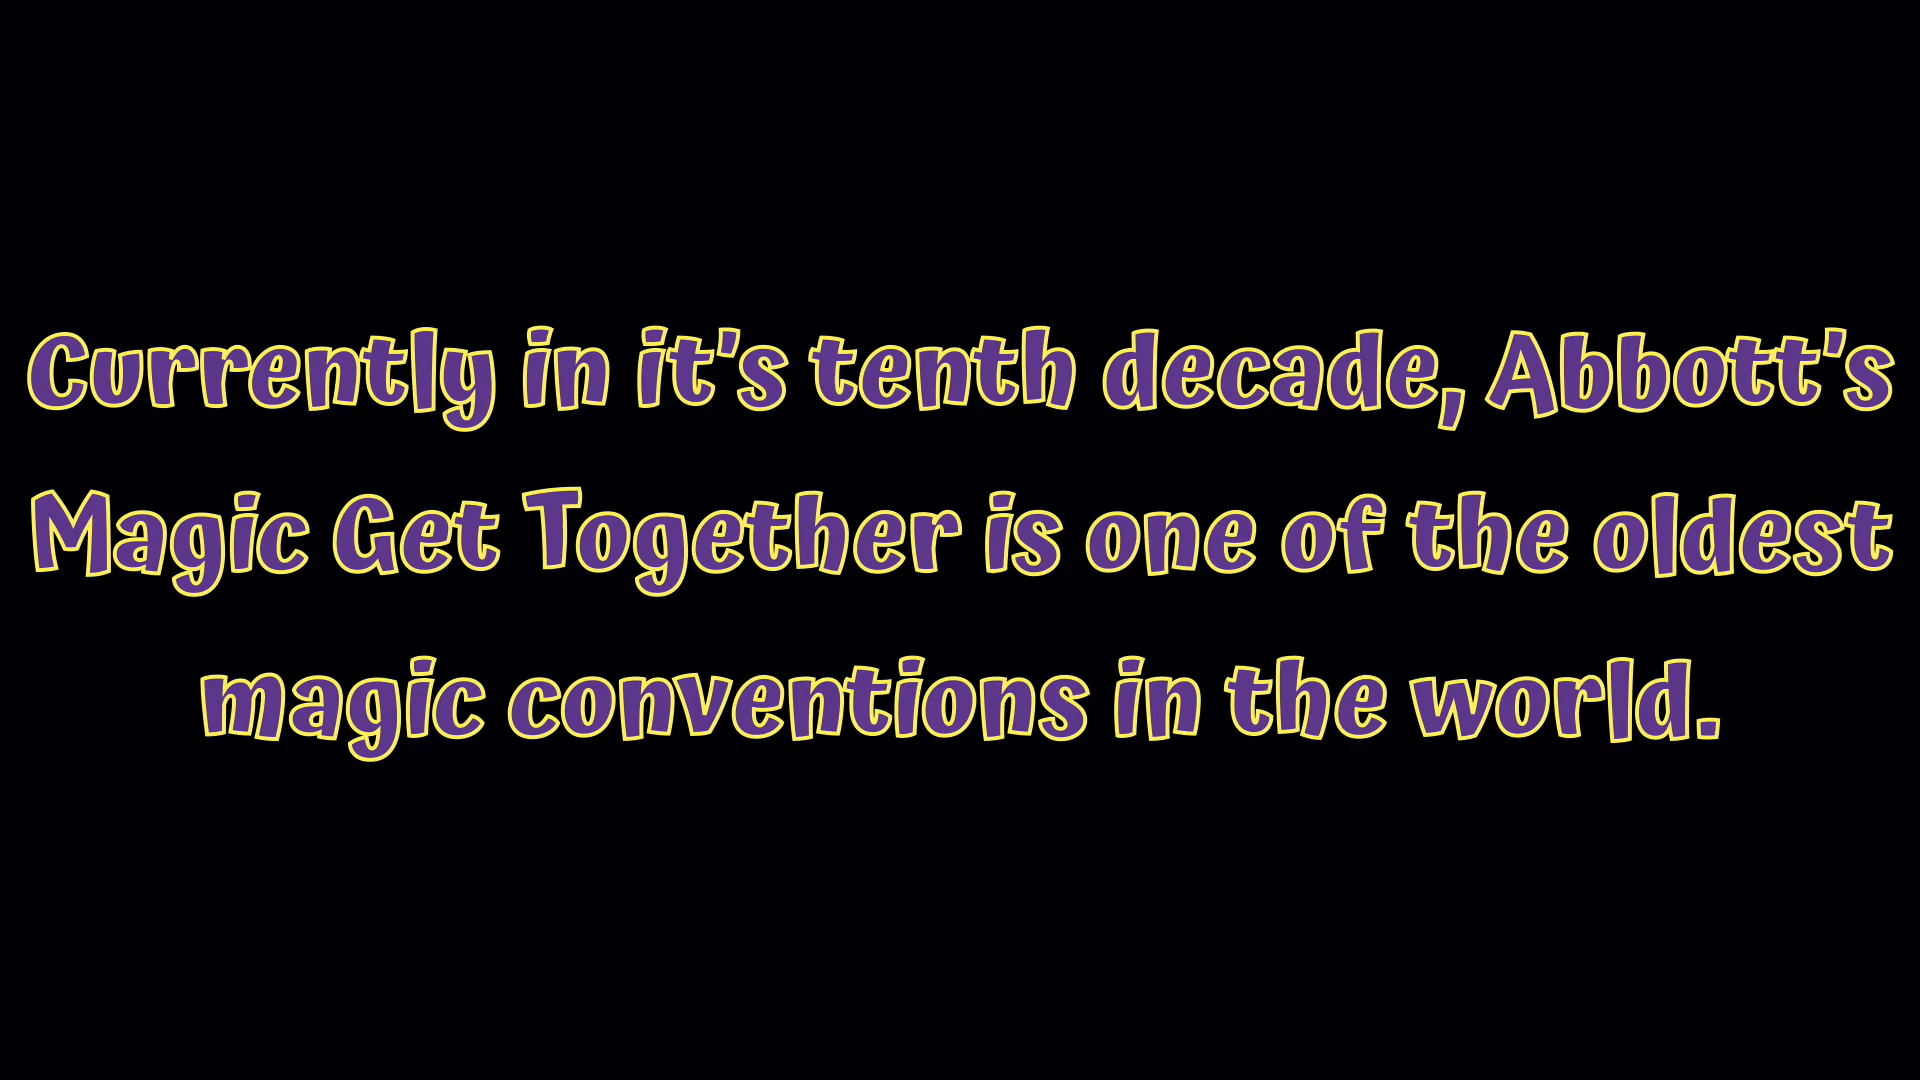 Currently in it's tenth decade, Abbott's
Magic Get Together is one of the oldest
magic conventions in the world.